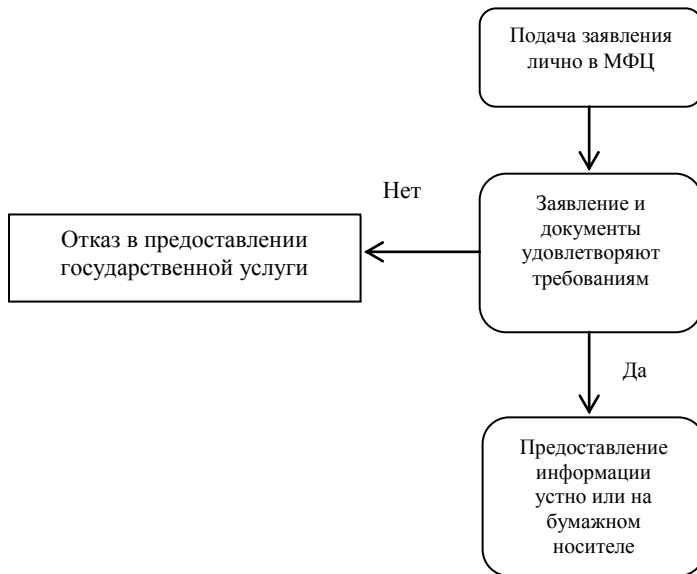 Подача заявления
лично в МФЦ
Нет
Заявление и
документы
удовлетворяют
требованиям
Отказ в предоставлении
государственной услуги
Да
Предоставление
информации
устно или на
бумажном
носителе